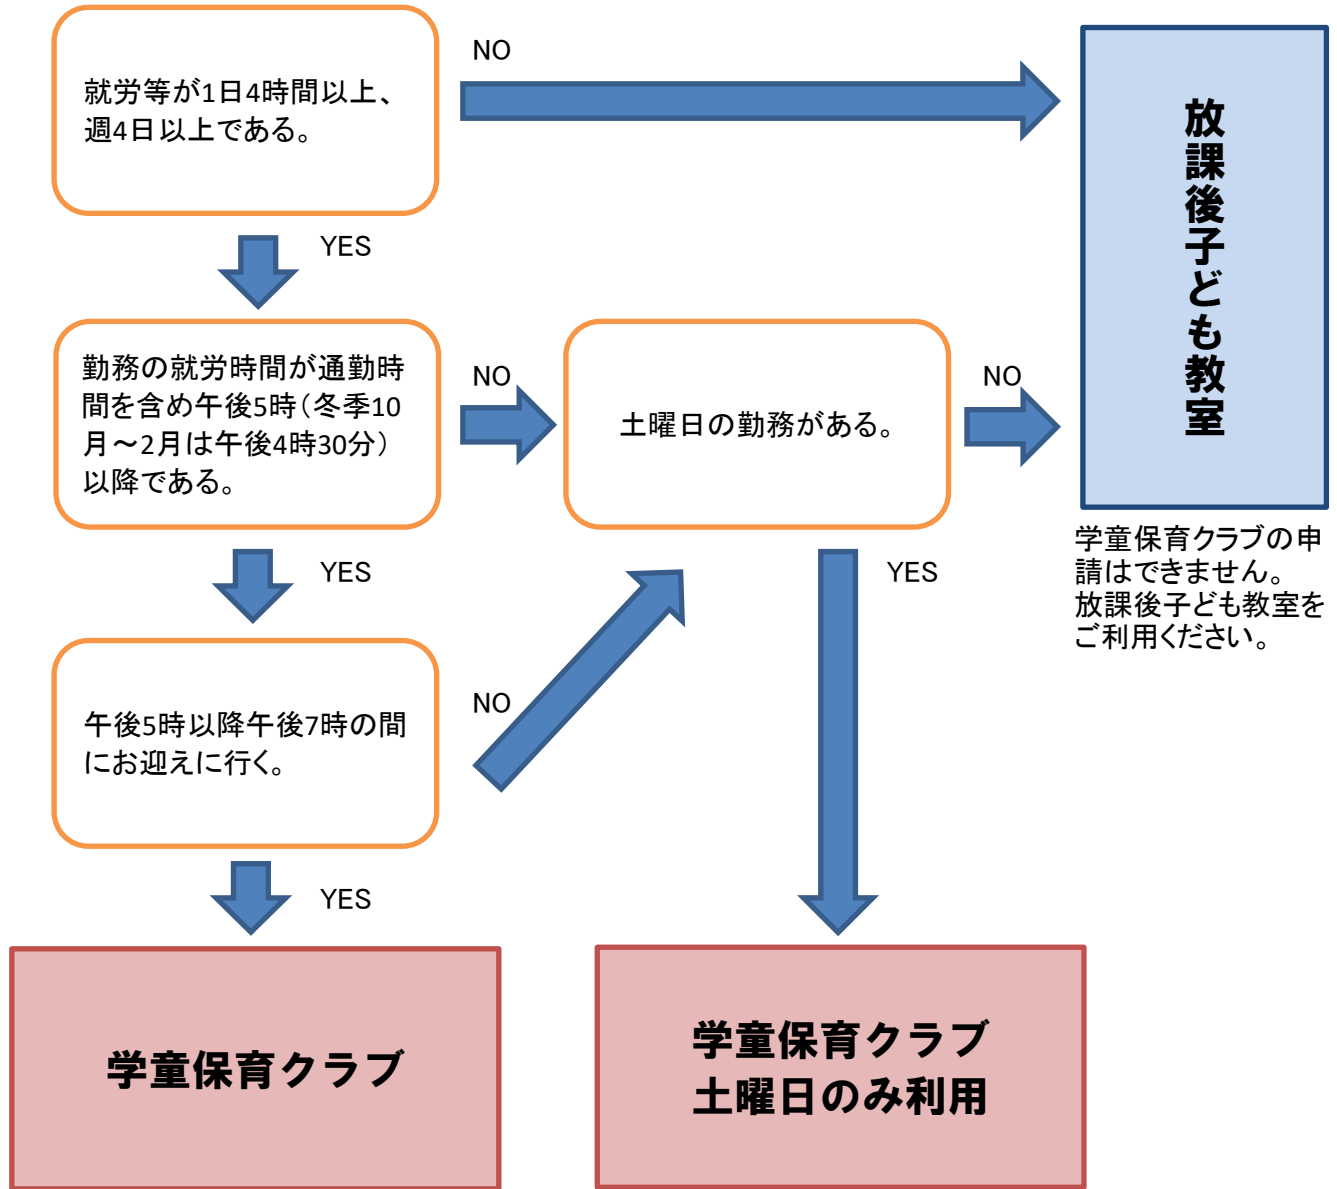 就労等が1日4時間以上、
週4日以上である。
NO
放課後子ども教室
YES
勤務の就労時間が通勤時
間を含め午後5時（冬季10
月～2月は午後4時30分）
以降である。
NO
土曜日の勤務がある。
NO
学童保育クラブの申
請はできません。
放課後子ども教室を
ご利用ください。
YES
YES
午後5時以降午後7時の間
にお迎えに行く。
NO
YES
学童保育クラブ
学童保育クラブ
土曜日のみ利用